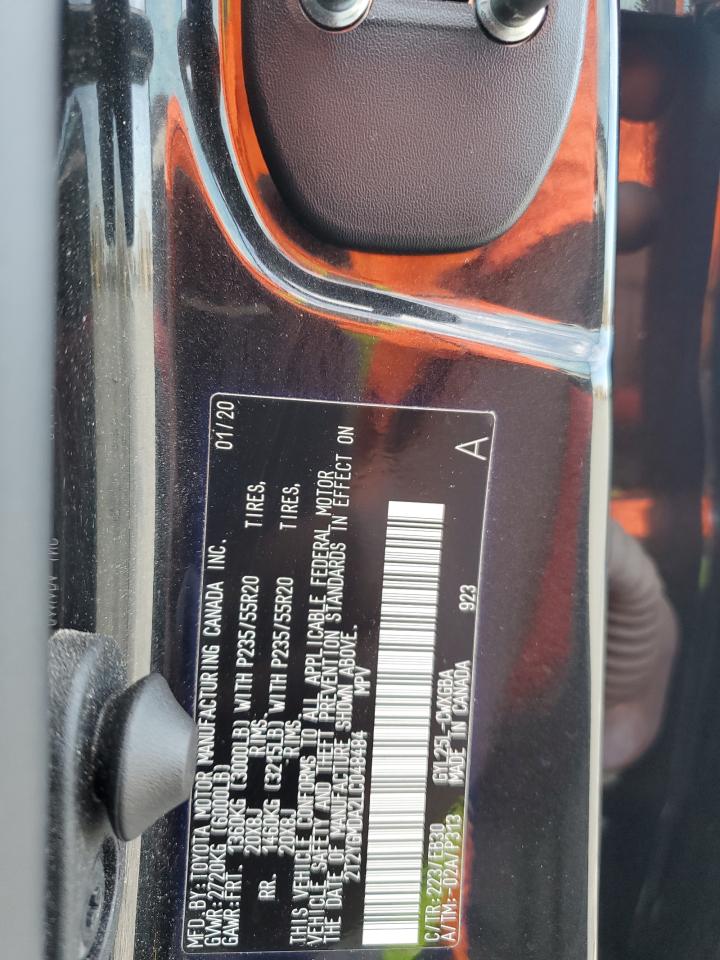 MFD.BY:TOYOTA MOTOR MANUFACTURING CANADA INC. 01/20
GVWR:2720KG (6000LB)
GAWR:FRT. 1360KG (3000LB) WITH P235/55R20 TIRES,
20X8J RIMS.
RR. 1460KG (3215LB) WITH P235/55R20 TIRES,
20X8J RIMS.
THIS VEHICLE CONFORMS TO ALL APPLICABLE FEDERAL MOTOR
VEHICLE SAFETY AND THEFT PREVENTION STANDARDS IN EFFECT ON
THE DATE OF MANUFACTURE SHOWN ABOVE.
2T2YGMDA2LC048484 MPV
C/TR:223/EB30 GYL25L-CWXGBA
A/TM:-02A/P313 MADE IN CANADA 923 A